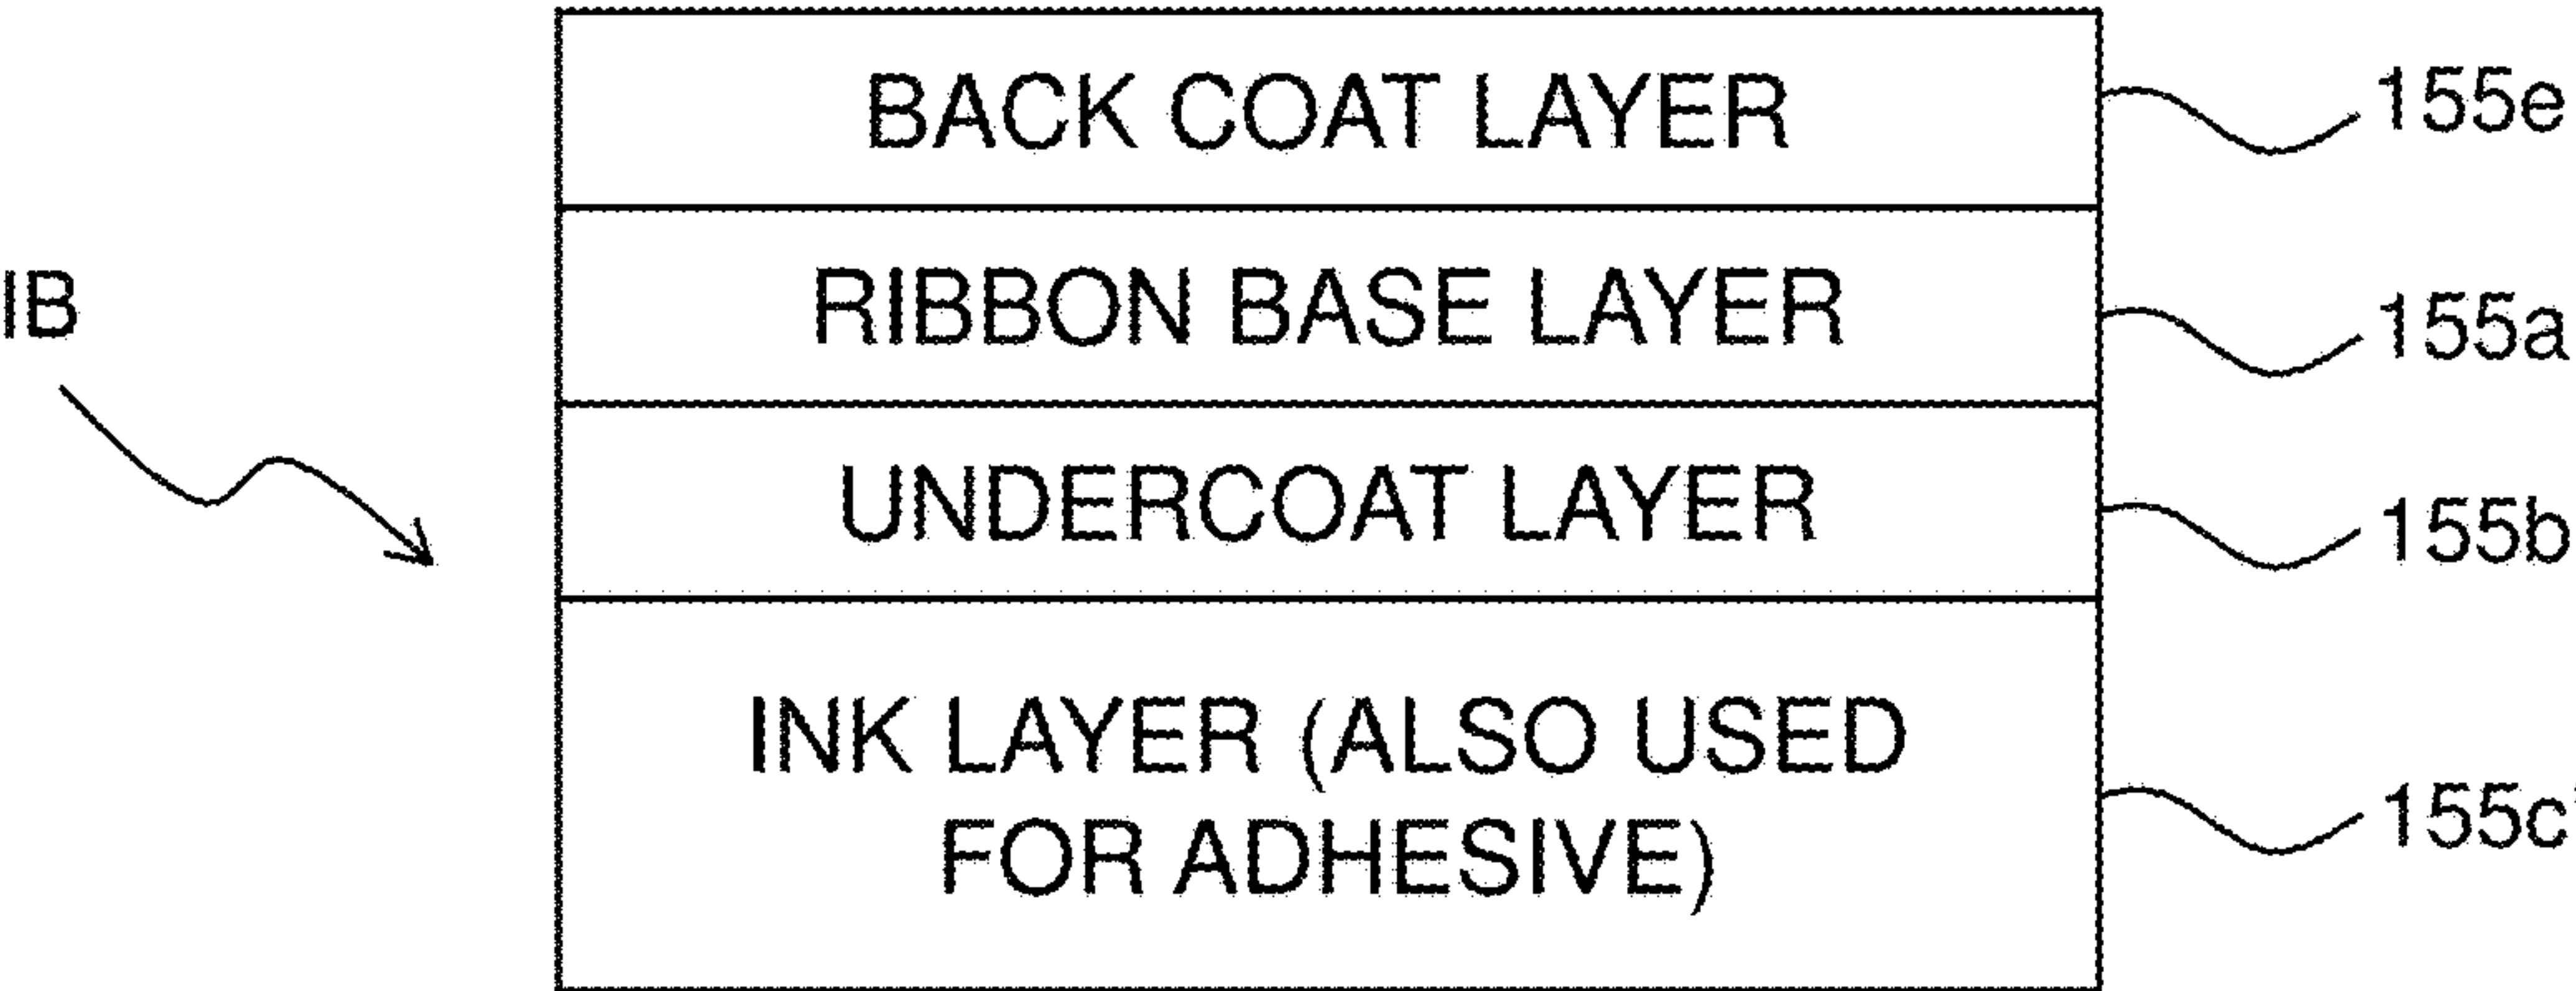 BACK COAT LAYER 155e
RIBBON BASE LAYER 155a
IB
UNDERCOAT LAYER 155b
INK LAYER (ALSO USED
FOR ADHESIVE) 155c'